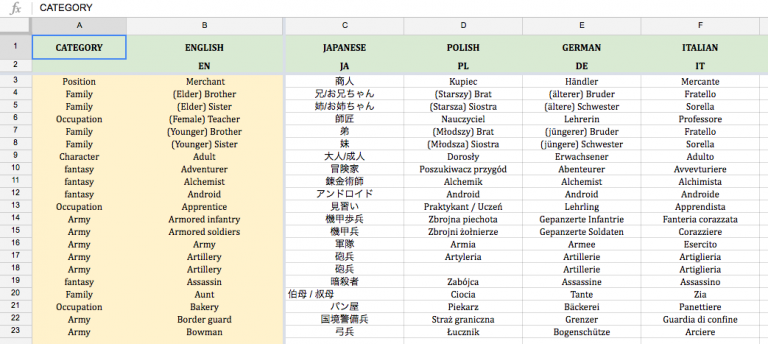 fx CATEGORY
A B C D E F
1 CATEGORY ENGLISH JAPANESE POLISH GERMAN ITALIAN
2 EN JA PL DE IT
3 Position Merchant 商人 Kupiec Händler Mercante
4 Family (Elder) Brother 兄/お兄ちゃん (Starszy) Brat (älterer) Bruder Fratello
5 Family (Elder) Sister 姉/お姉ちゃん (Starsza) Siostra (ältere) Schwester Sorella
6 Occupation (Female) Teacher 師匠 Nauczyciel Lehrerin Professore
7 Family (Younger) Brother 弟 (Młodszy) Brat (jüngerer) Bruder Fratello
8 Family (Younger) Sister 妹 (Młodsza) Siostra (jüngere) Schwester Sorella
9 Character Adult 大人/成人 Dorosły Erwachsener Adulto
10 fantasy Adventurer 冒険家 Poszukiwacz przygód Abenteurer Avventuriere
11 fantasy Alchemist 錬金術師 Alchemik Alchemist Alchimista
12 fantasy Android アンドロイド Android Android Androide
13 Occupation Apprentice 見習い Praktykant / Uczeń Lehrling Apprendista
14 Army Armored infantry 機甲歩兵 Zbrojna piechota Gepanzerte Infantrie Fanteria corazzata
15 Army Armored soldiers 機甲兵 Zbrojni żołnierze Gepanzerte Soldaten Corazziere
16 Army Army 軍隊 Armia Armee Esercito
17 Army Artillery 砲兵 Artyleria Artillerie Artiglieria
18 Army Artillery 砲兵 Artillerie Artiglieria
19 fantasy Assassin 暗殺者 Zabójca Assassine Assassino
20 Family Aunt 伯母 / 叔母 Ciocia Tante Zia
21 Occupation Bakery パン屋 Piekarz Bäckerei Panettiere
22 Army Border guard 国境警備兵 Straż graniczna Grenzer Guardia di confine
23 Army Bowman 弓兵 Łucznik Bogenschütze Arciere